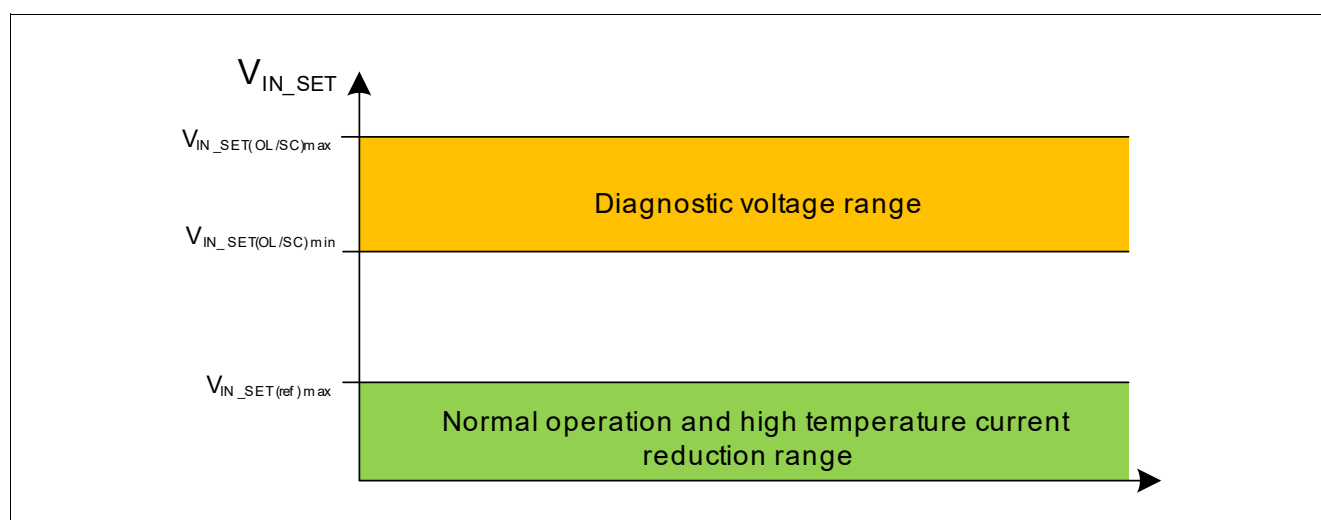 V_IN_SET
V_IN_SET(OL/SC)max
Diagnostic voltage range
V_IN_SET(OL/SC)min
V_IN_SET(ref)max
Normal operation and high temperature current
reduction range